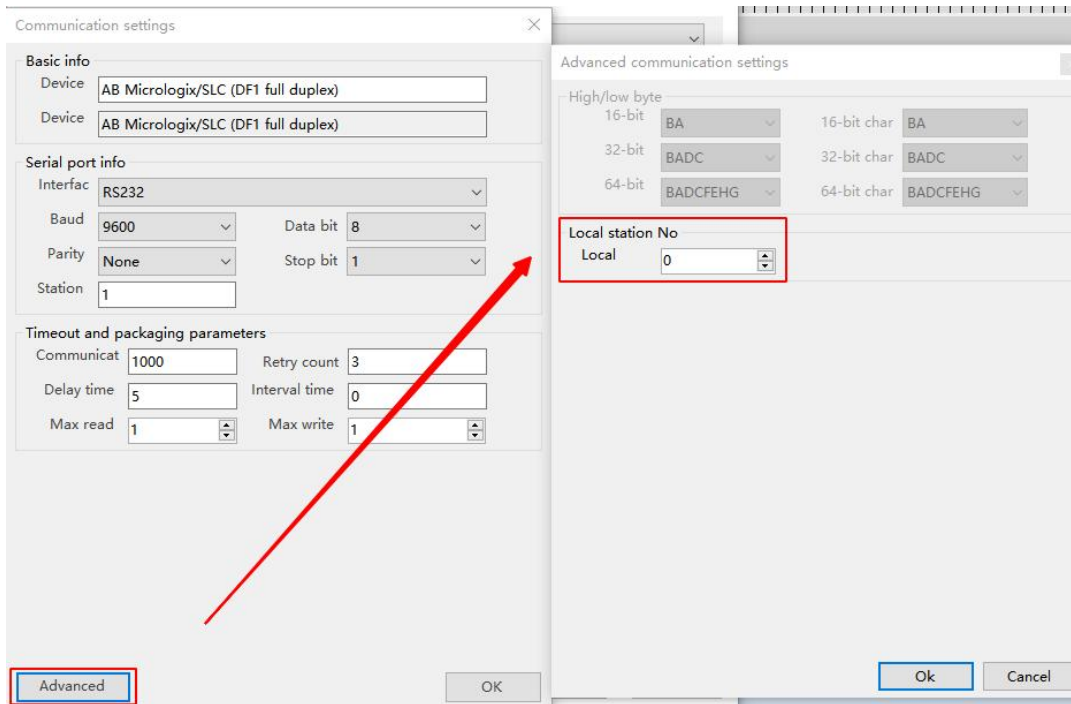 Communication settings
Basic info
Device AB Micrologix/SLC (DF1 full duplex)
Device AB Micrologix/SLC (DF1 full duplex)
Serial port info
Interfac RS232
Baud 9600 Data bit 8
Parity None Stop bit 1
Station 1
Timeout and packaging parameters
Communicat 1000 Retry count 3
Delay time 5 Interval time 0
Max read 1 Max write 1
Advanced OK
Advanced communication settings
High/low byte
16-bit BA 16-bit char BA
32-bit BADC 32-bit char BADC
64-bit BADCFEHG 64-bit char BADCFEHG
Local station No
Local 0
Ok Cancel